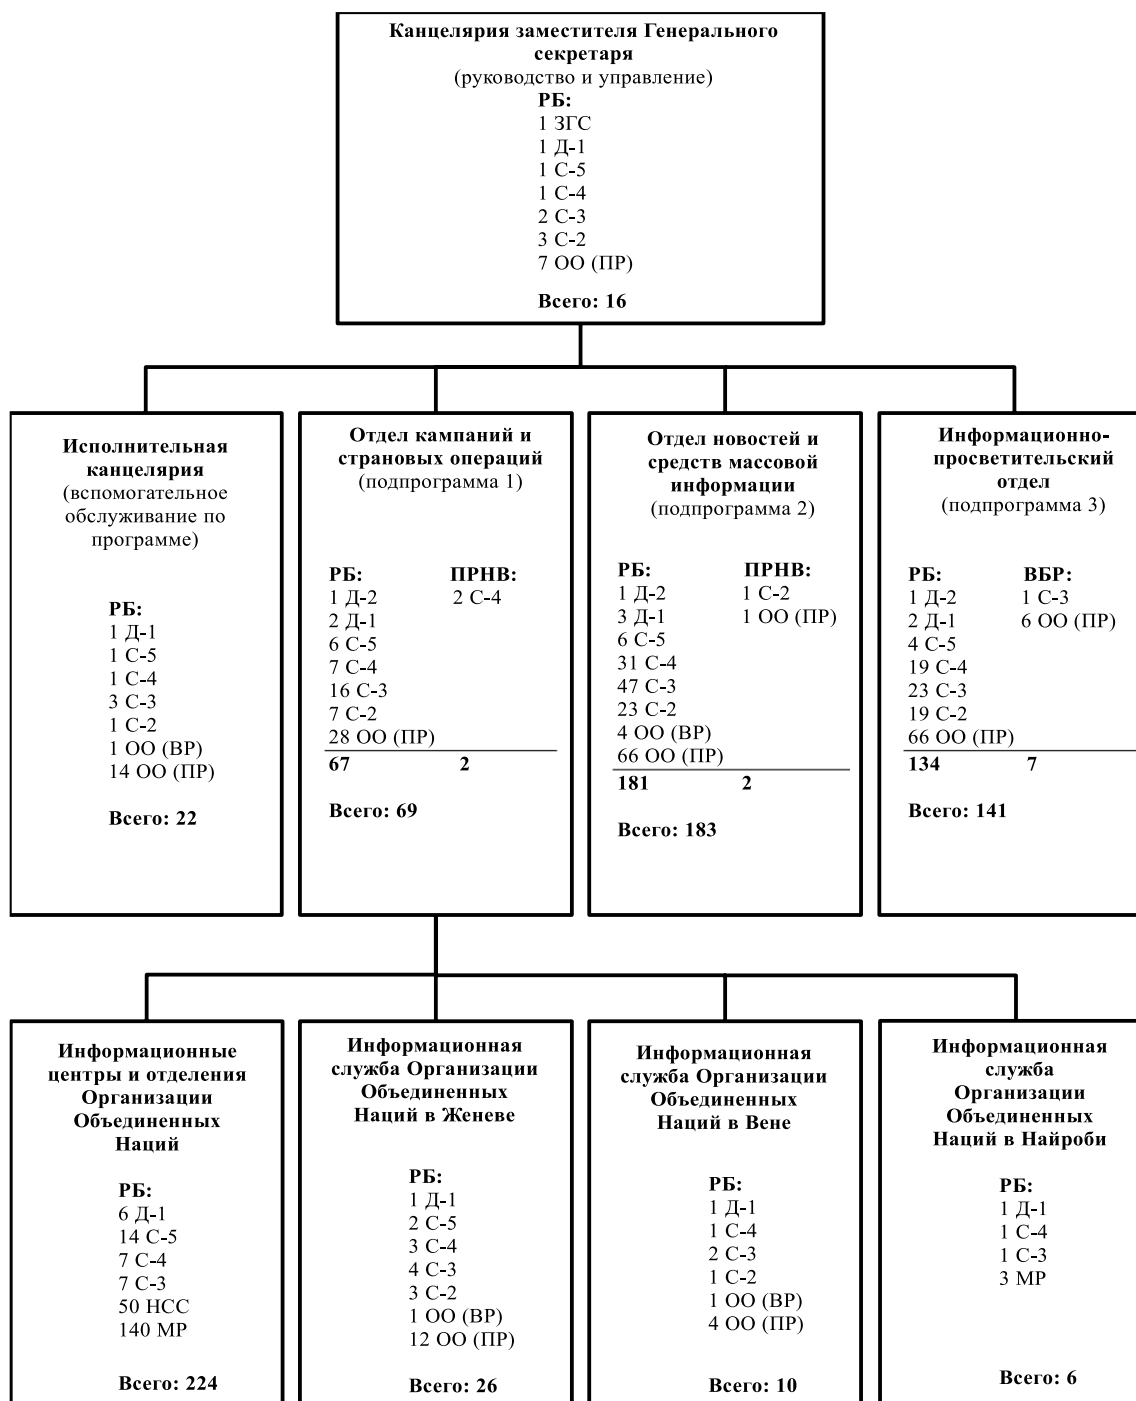 Канцелярия заместителя Генерального
секретаря
(руководство и управление)
РБ:
1 ЗГС
1 Д-1
1 С-5
1 С-4
2 С-3
3 С-2
7 ОО (ПР)
Всего: 16
Исполнительная
канцелярия
(вспомогательное
обслуживание по
программе)
РБ:
1 Д-1
1 С-5
1 С-4
3 С-3
1 С-2
1 ОО (ВР)
14 ОО (ПР)
Всего: 22
Отдел кампаний и
страновых операций
(подпрограмма 1)
РБ: ПРНВ:
1 Д-2 2 С-4
2 Д-1
6 С-5
7 С-4
16 С-3
7 С-2
28 ОО (ПР)
67 2
Всего: 69
Отдел новостей и
средств массовой
информации
(подпрограмма 2)
РБ: ПРНВ:
1 Д-2 1 С-2
3 Д-1 1 ОО (ПР)
6 С-5
31 С-4
47 С-3
23 С-2
4 ОО (ВР)
66 ОО (ПР)
181 2
Всего: 183
Информационно-
просветительский
отдел
(подпрограмма 3)
РБ: ВБР:
1 Д-2 1 С-3
2 Д-1 6 ОО (ПР)
4 С-5
19 С-4
23 С-3
19 С-2
66 ОО (ПР)
134 7
Всего: 141
Информационные
центры и отделения
Организации
Объединенных
Наций
РБ:
6 Д-1
14 С-5
7 С-4
7 С-3
50 НСС
140 МР
Всего: 224
Информационная
служба Организации
Объединенных
Наций в Женеве
РБ:
1 Д-1
2 С-5
3 С-4
4 С-3
3 С-2
1 ОО (ВР)
12 ОО (ПР)
Всего: 26
Информационная
служба Организации
Объединенных
Наций в Вене
РБ:
1 Д-1
1 С-4
2 С-3
1 С-2
1 ОО (ВР)
4 ОО (ПР)
Всего: 10
Информационная
служба
Организации
Объединенных
Наций в Найроби
РБ:
1 Д-1
1 С-4
1 С-3
3 МР
Всего: 6